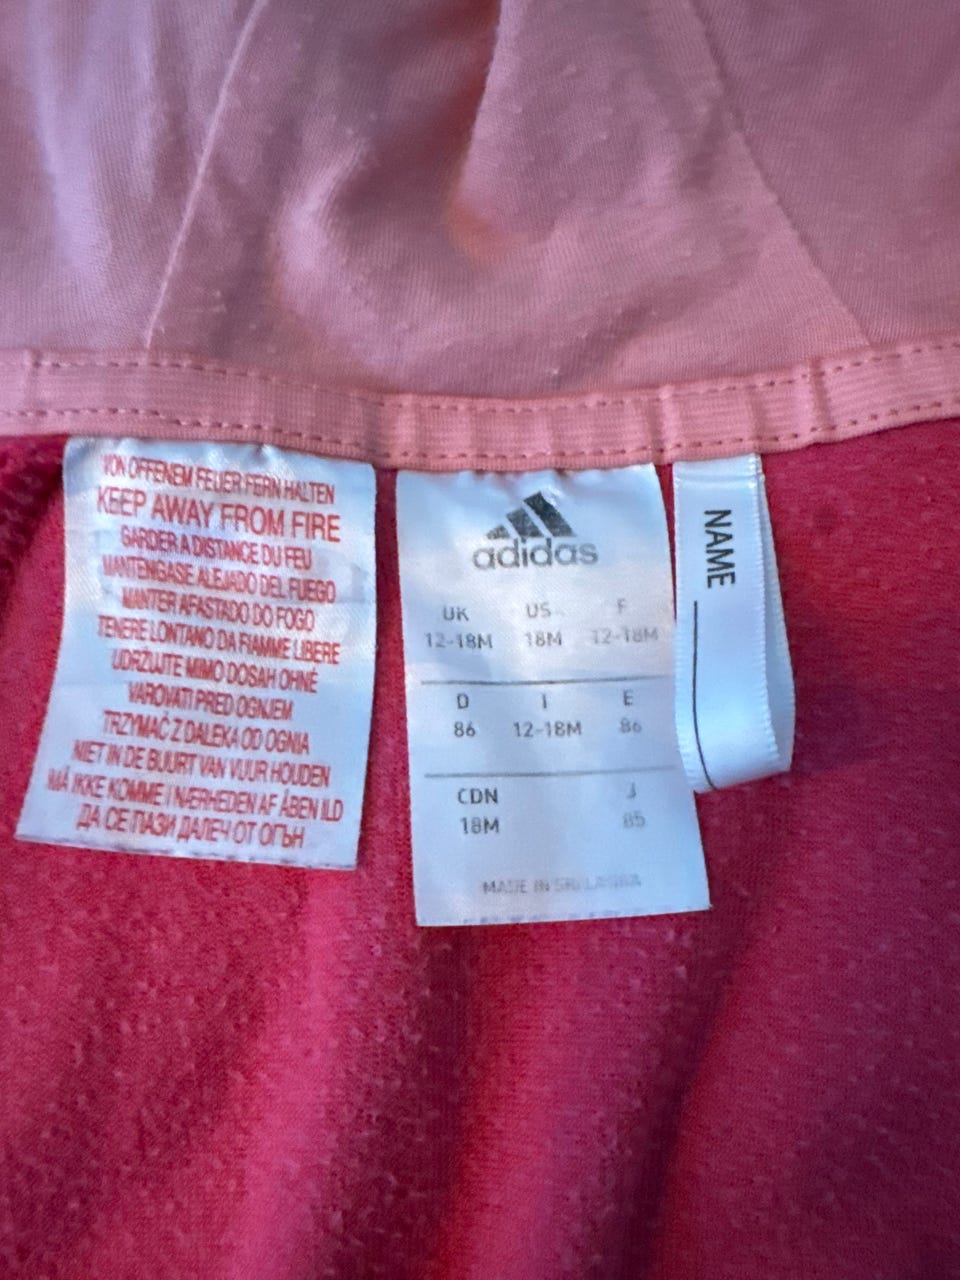 VON OFFENEM FEUER FERN HALTEN
KEEP AWAY FROM FIRE
GARDER A DISTANCE DU FEU
MANTENGASE ALEJADO DEL FUEGO
MANTER AFASTADO DO FOGO
TENERE LONTANO DA FIAMME LIBERE
UDRŽUJTE MIMO DOSAH OHNĚ
VAROVATI PRED OGNJEM
TRZYMAĆ Z DALEKA OD OGNIA
NIET IN DE BUURT VAN VUUR HOUDEN
MÅ IKKE KOMME I NÆRHEDEN AF ÅBEN ILD
ДА СЕ ПАЗИ ДАЛЕЧ ОТ ОГЪН
adidas
UK US F
12-18M 18M 12-18M
D I E
86 12-18M 86
CDN J
18M 85
MADE IN SRI LANKA
NAME